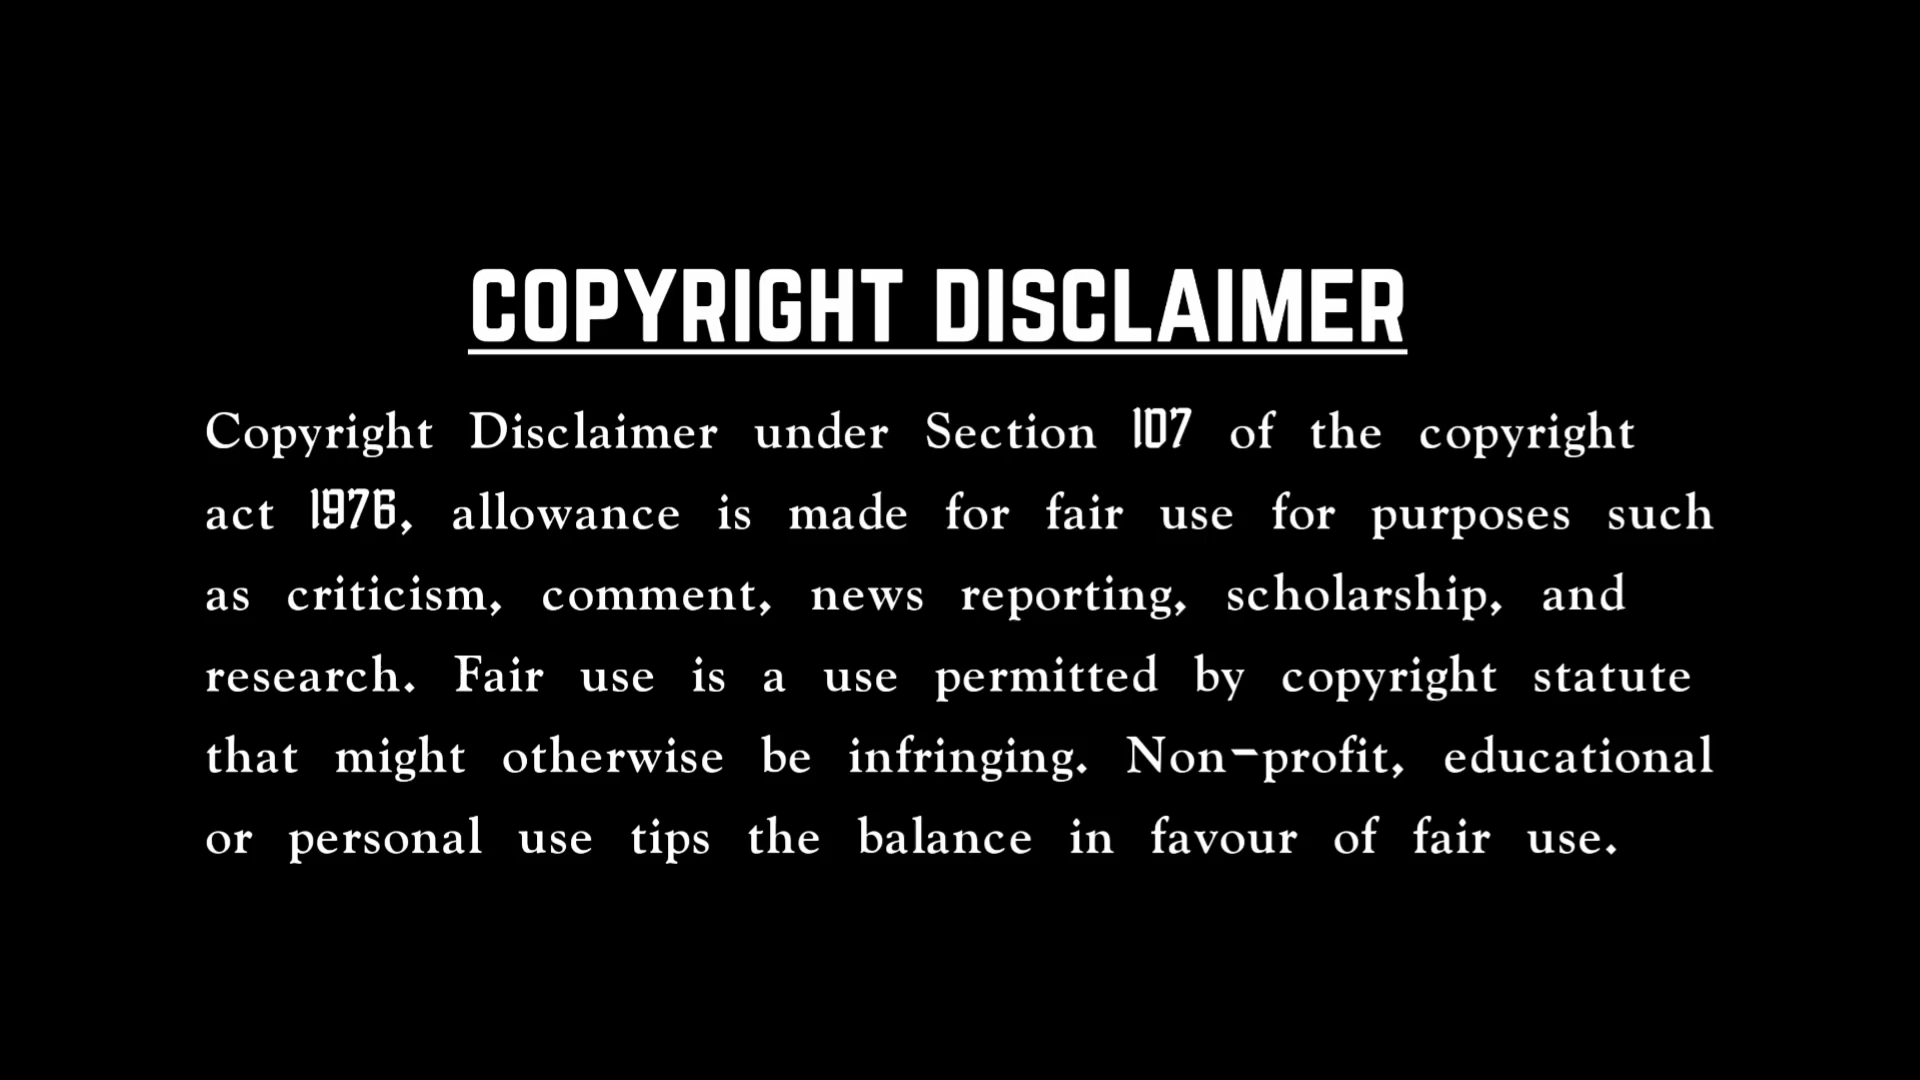 COPYRIGHT DISCLAIMER
Copyright Disclaimer under Section 107 of the copyright
act 1976, allowance is made for fair use for purposes such
as criticism, comment, news reporting, scholarship, and
research. Fair use is a use permitted by copyright statute
that might otherwise be infringing. Non-profit, educational
or personal use tips the balance in favour of fair use.